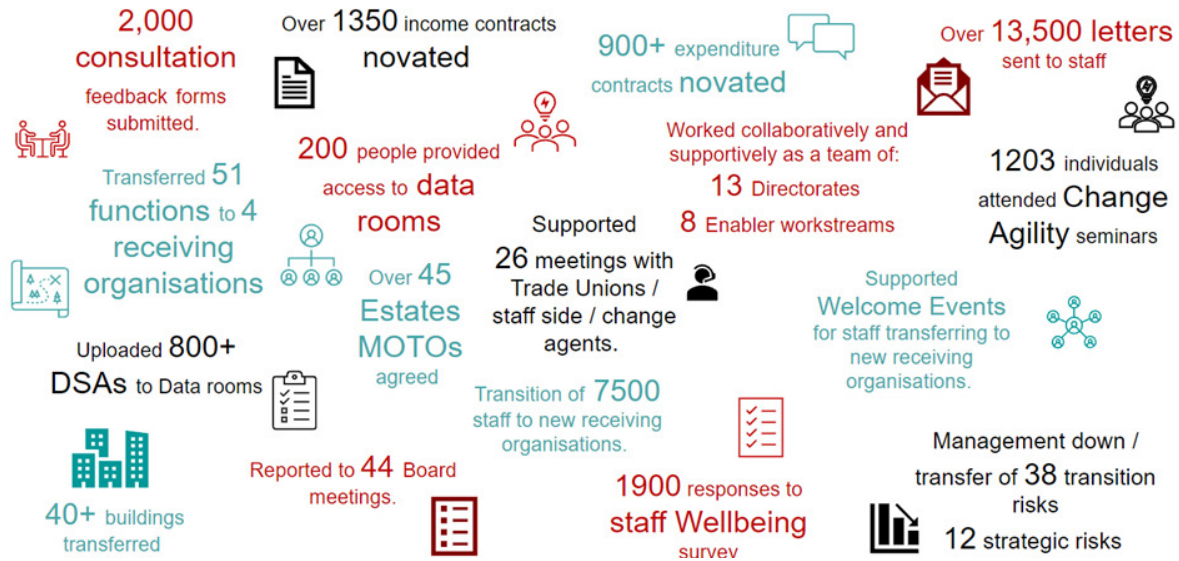 2,000
consultation
feedback forms
submitted.
Over 1350 income contracts
novated
900+ expenditure
contracts novated
Over 13,500 letters
sent to staff
Transferred 51
functions to 4
receiving
organisations
200 people provided
access to data
rooms
Worked collaboratively and
supportively as a team of:
13 Directorates
8 Enabler workstreams
1203 individuals
attended Change
Agility seminars
Over 45
Estates
MOTOs
agreed
Supported
26 meetings with
Trade Unions /
staff side / change
agents.
Supported
Welcome Events
for staff transferring to
new receiving
organisations.
Uploaded 800+
DSAs to Data rooms
Transition of 7500
staff to new receiving
organisations.
40+ buildings
transferred
Reported to 44 Board
meetings.
1900 responses to
staff Wellbeing
survey
Management down /
transfer of 38 transition
risks
12 strategic risks